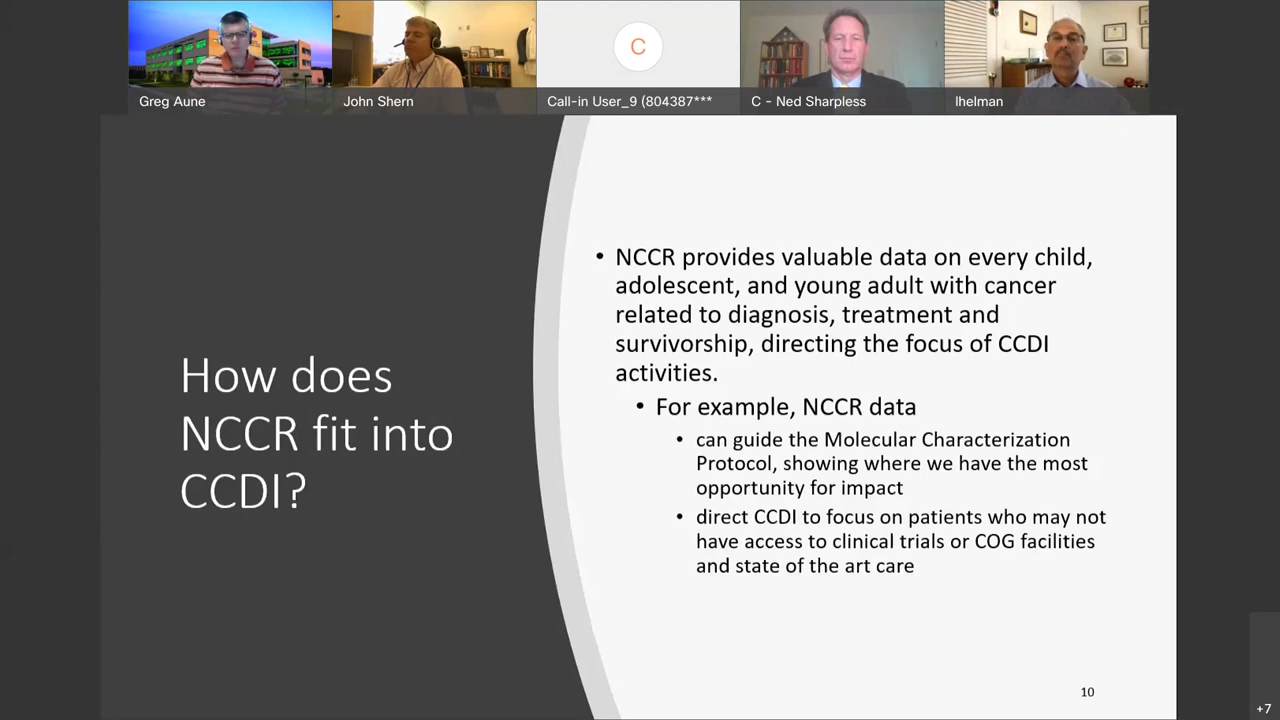 Greg Aune
John Shern
C
Call-in User_9 (804387***
C - Ned Sharpless
lhelman
How does
NCCR fit into
CCDI?
• NCCR provides valuable data on every child,
adolescent, and young adult with cancer
related to diagnosis, treatment and
survivorship, directing the focus of CCDI
activities.
• For example, NCCR data
• can guide the Molecular Characterization
Protocol, showing where we have the most
opportunity for impact
• direct CCDI to focus on patients who may not
have access to clinical trials or COG facilities
and state of the art care
10
+7